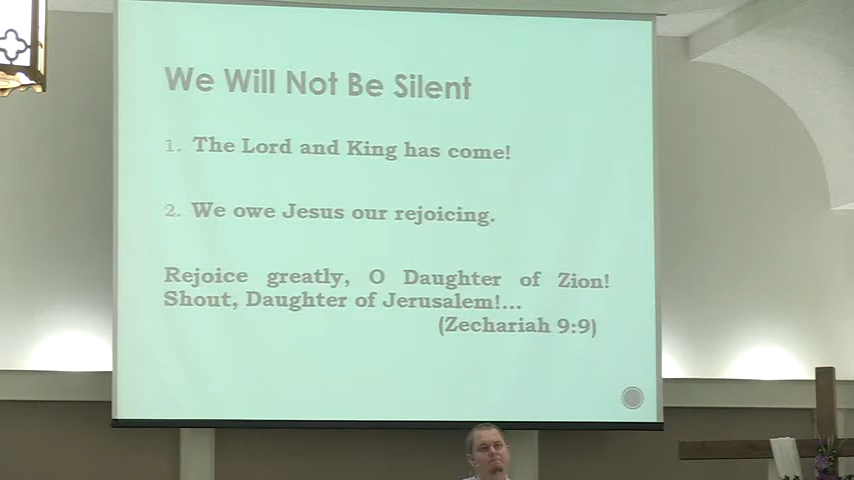 We Will Not Be Silent
1. The Lord and King has come!
2. We owe Jesus our rejoicing.
Rejoice greatly, O Daughter of Zion!
Shout, Daughter of Jerusalem!...
(Zechariah 9:9)